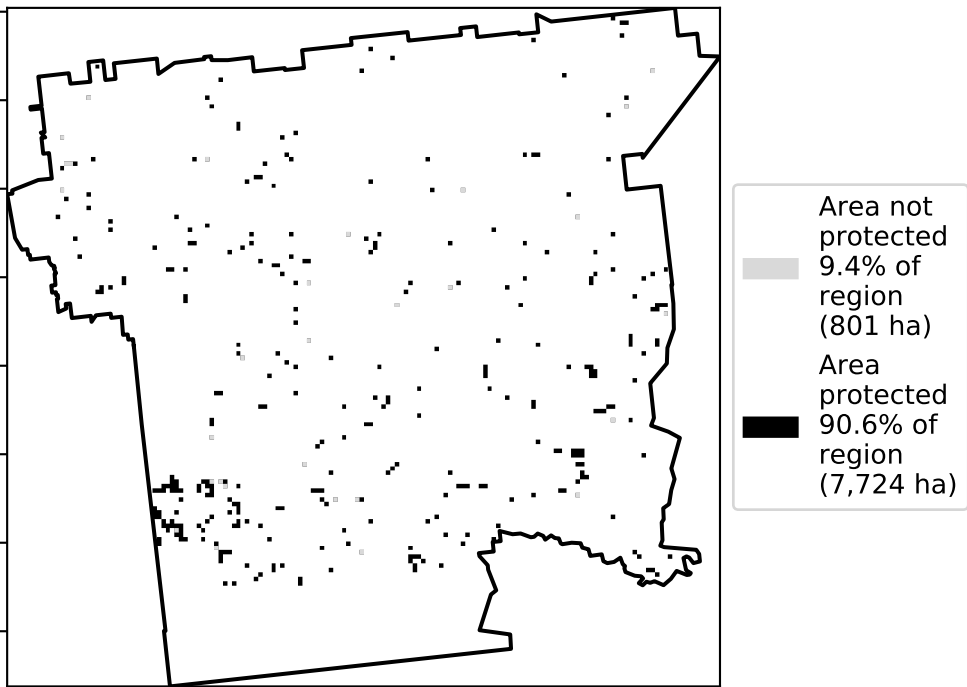 Area not
protected
9.4% of
region
(801 ha)
Area
protected
90.6% of
region
(7,724 ha)